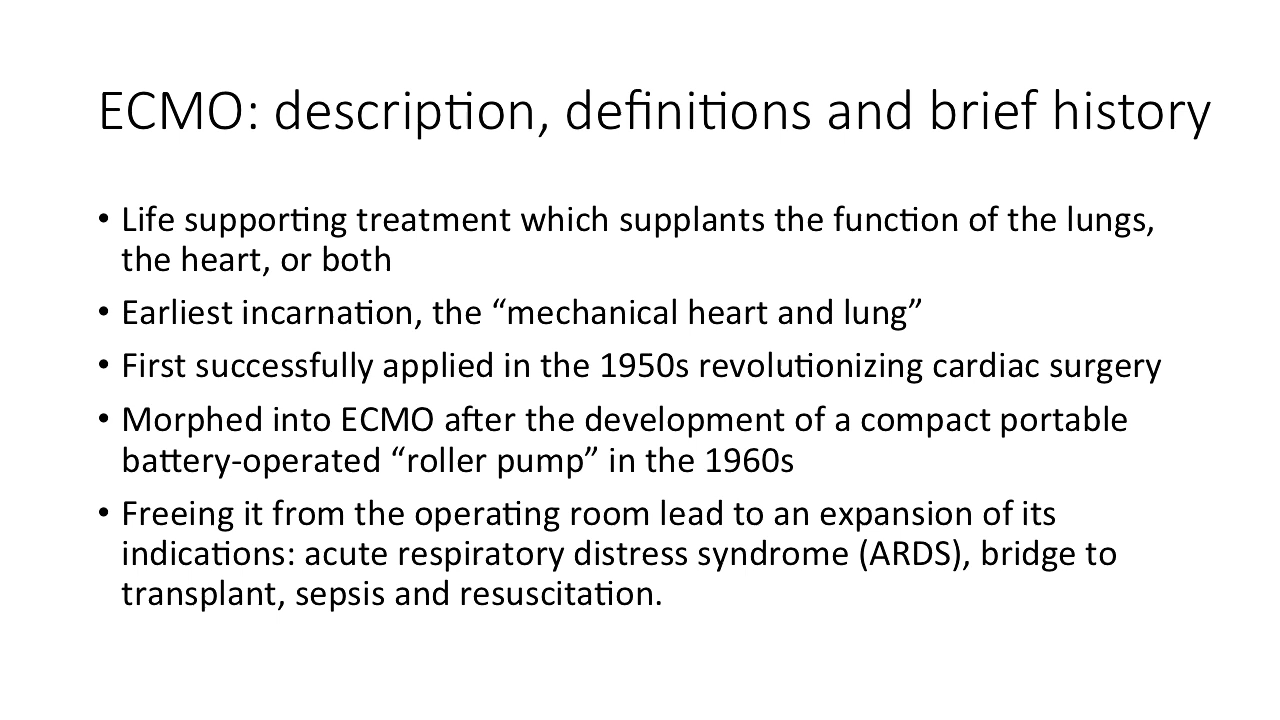 ECMO: description, definitions and brief history
• Life supporting treatment which supplants the function of the lungs,
the heart, or both
• Earliest incarnation, the “mechanical heart and lung”
• First successfully applied in the 1950s revolutionizing cardiac surgery
• Morphed into ECMO after the development of a compact portable
battery-operated “roller pump” in the 1960s
• Freeing it from the operating room lead to an expansion of its
indications: acute respiratory distress syndrome (ARDS), bridge to
transplant, sepsis and resuscitation.